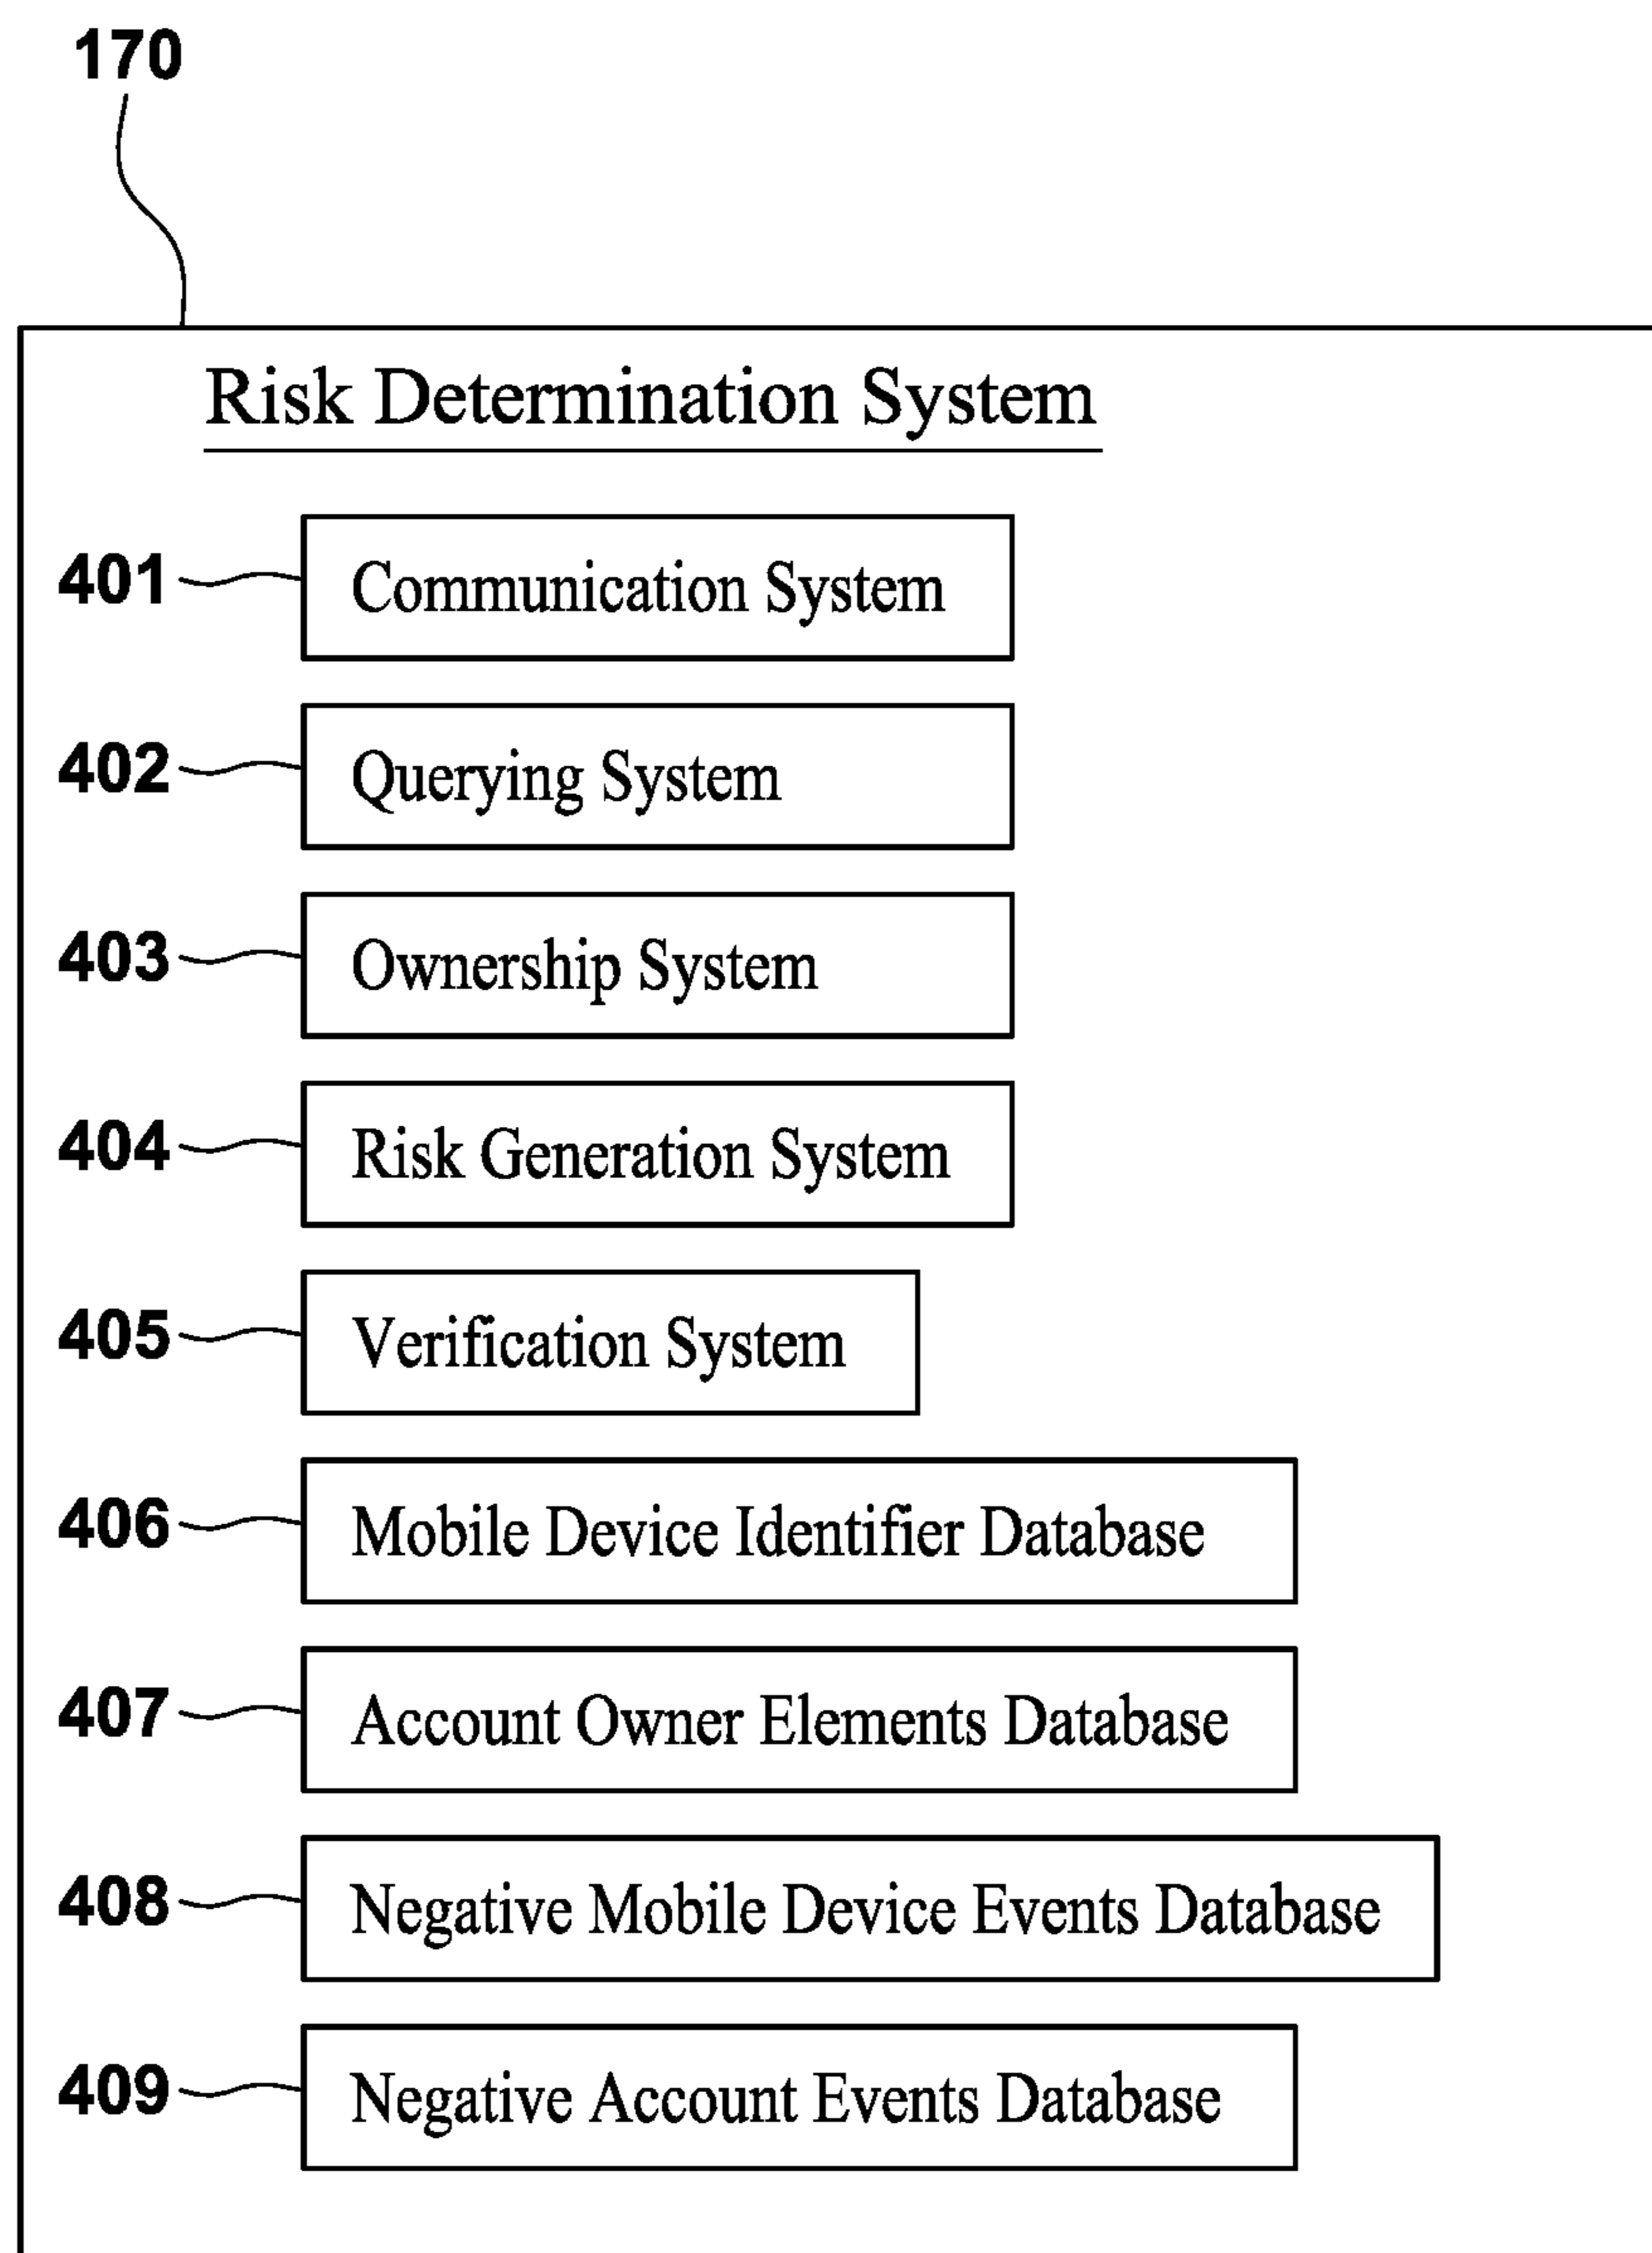 170
Risk Determination System
401 Communication System
402 Querying System
403 Ownership System
404 Risk Generation System
405 Verification System
406 Mobile Device Identifier Database
407 Account Owner Elements Database
408 Negative Mobile Device Events Database
409 Negative Account Events Database